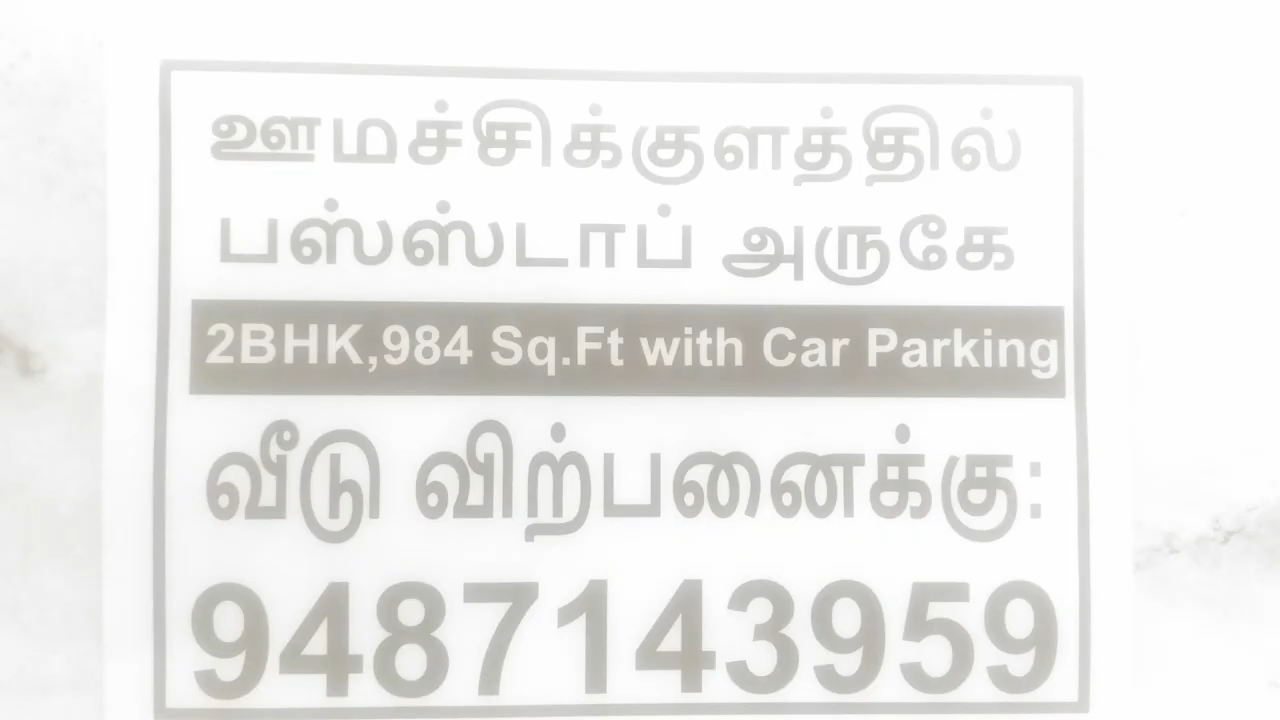 ஊமச்சிக்குளத்தில்
பஸ்ஸ்டாப் அருகே
2BHK,984 Sq.Ft with Car Parking
வீடு விற்பனைக்கு:
9487143959